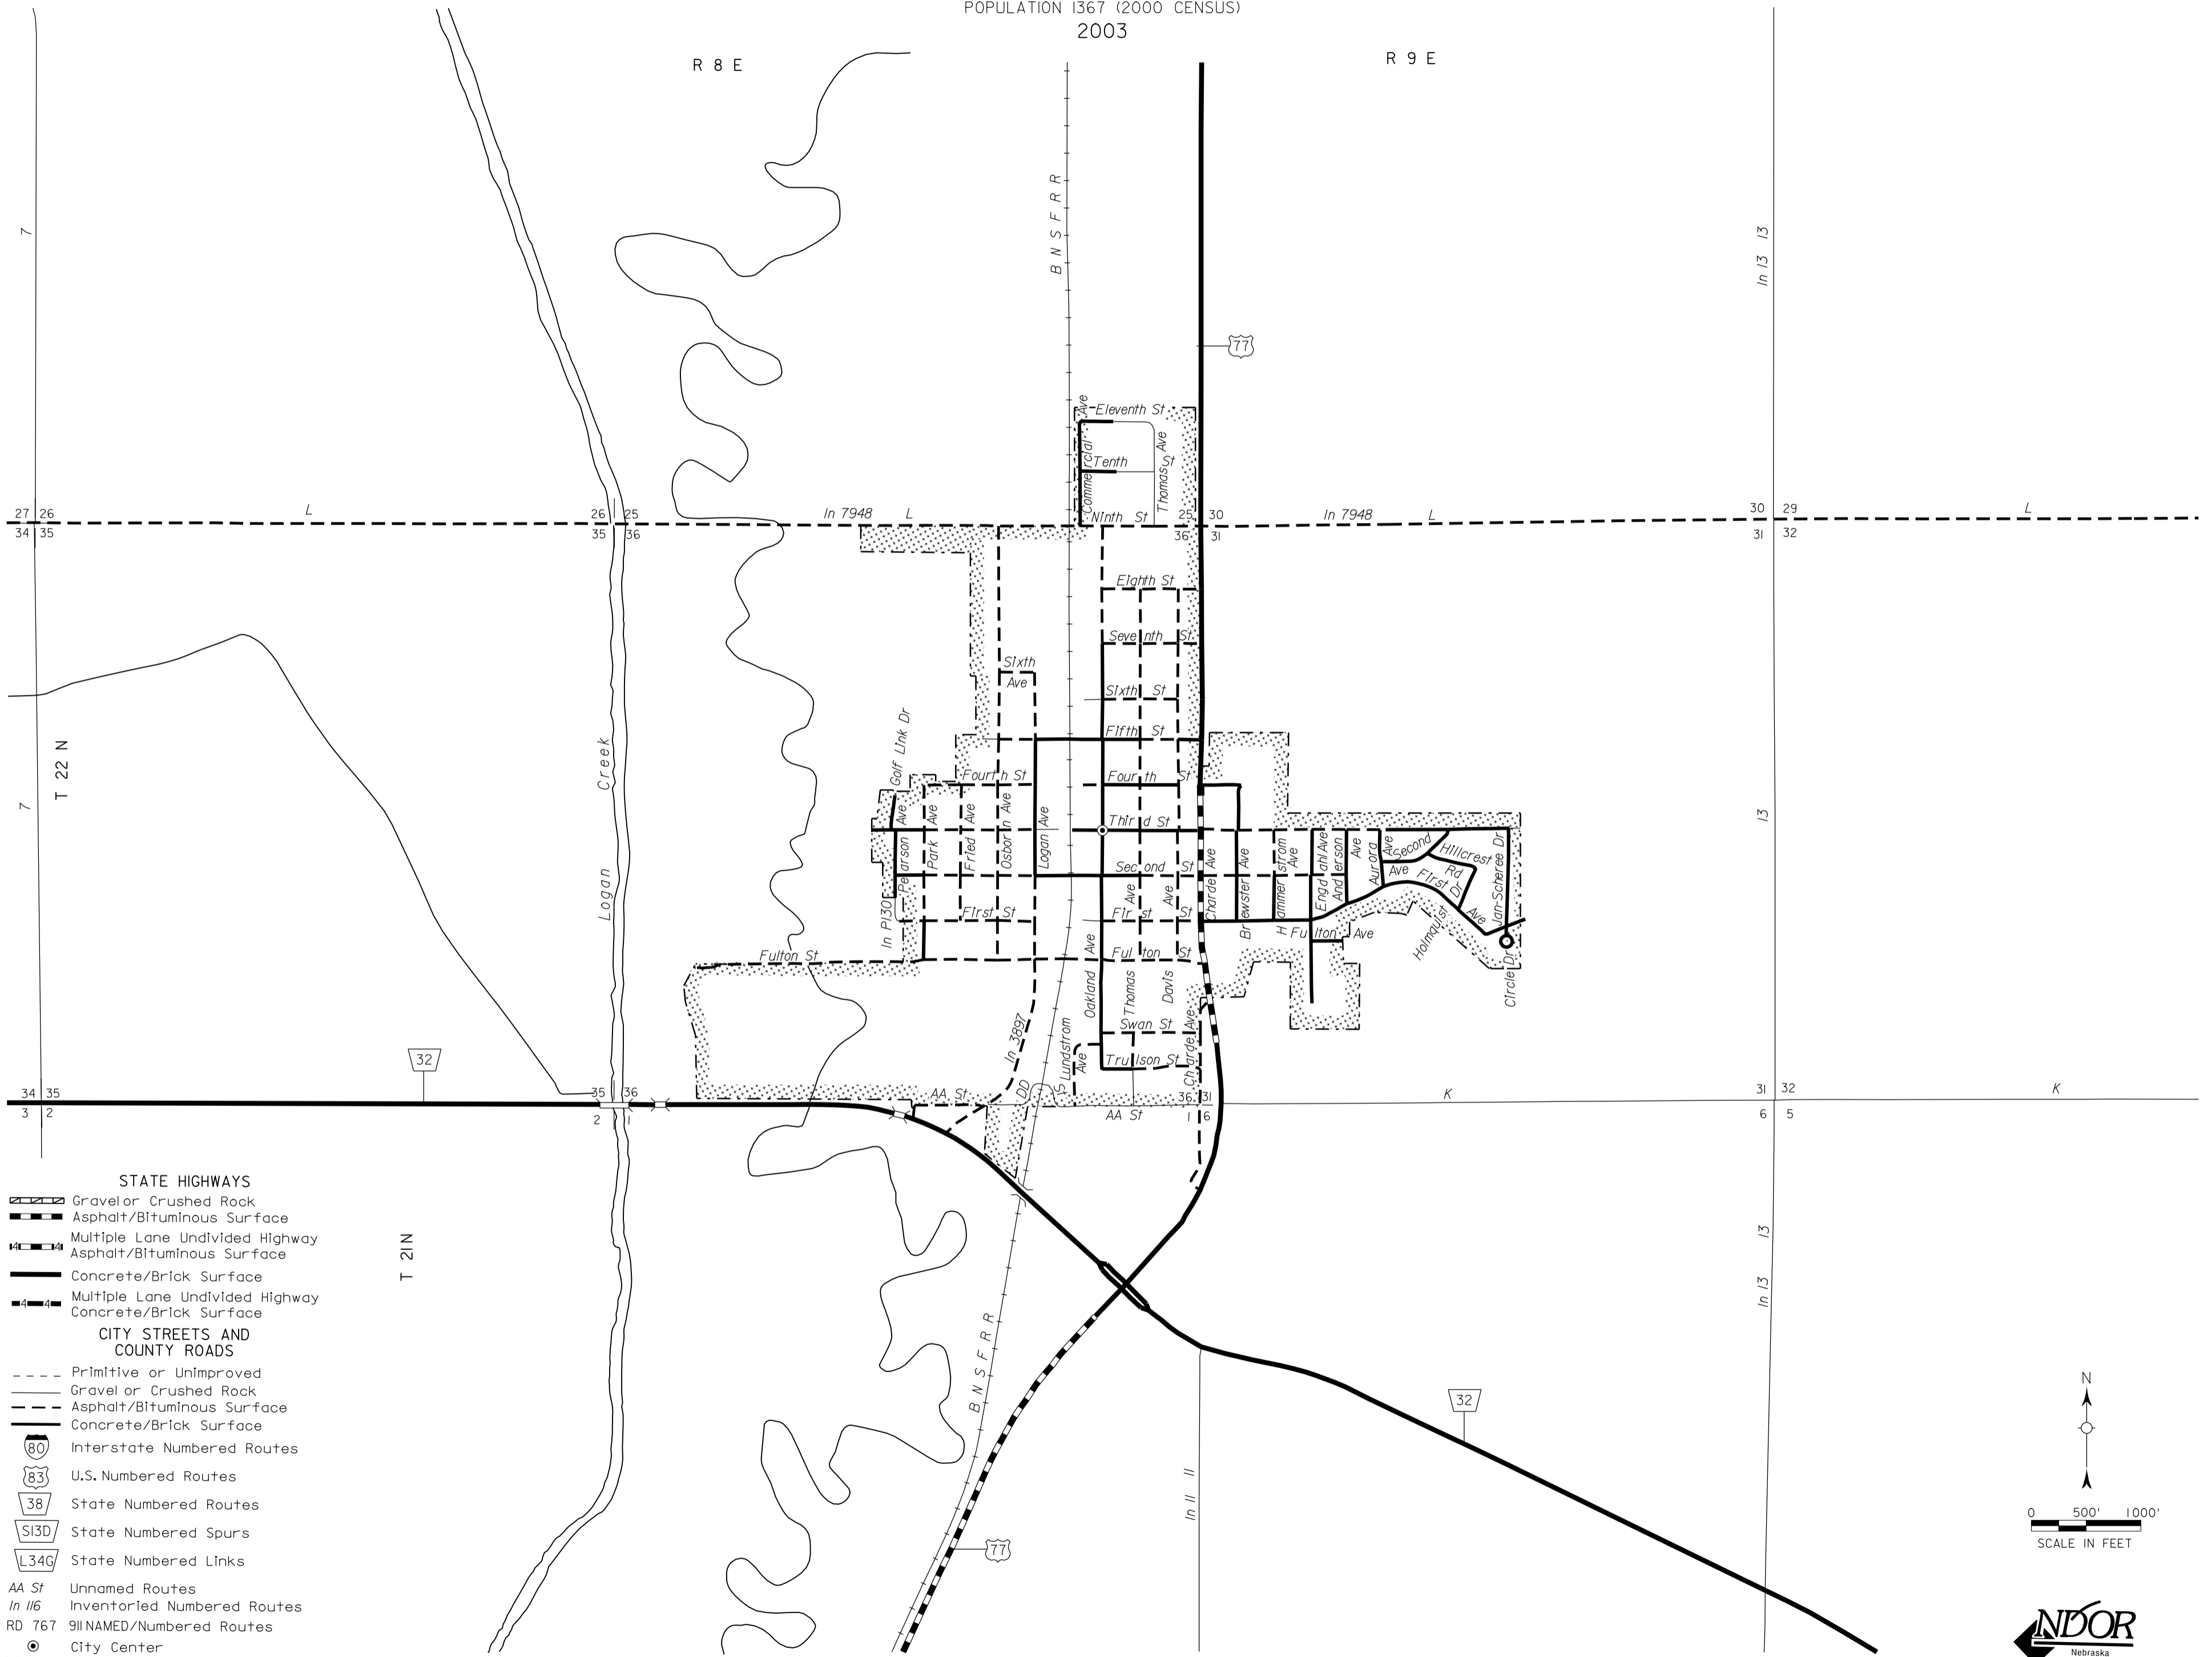 POPULATION 1367 (2000 CENSUS)
2003
R 8 E
R 9 E
7
BNSFRR
13
In 13
77
Eleventh St
Commercial Ave
Tenth St
Thomas Ave
27 26
34 35
L
26 25
35 36
In 7948 L
Ninth St
25 30
36 31
In 7948 L
30 29
31 32
L
Eighth St
Seventh St
Sixth Ave
Sixth St
Fifth St
Golf Link Dr
Fourth St
Fourth St
T 22 N
7
Logan Creek
13
Third St
Pearson Ave
Park Ave
Fried Ave
Osborn Ave
Logan Ave
Second St
Charde Ave
Brewster Ave
Hammerstrom Ave
Engdahl Ave
Anderson Ave
Aurora Ave
Second Ave
Hillcrest Rd
First Ave
Dr
Holmquist
Jan-Scheree Dr
Circle Dr
In P130
First St
First St
Fulton Ave
Fulton St
Fulton St
Oakland Ave
Thomas Ave
Davis Ave
In 3897
S Lundstrom Ave
Swan St
Trulson St
Charde Ave
DD
32
34 35
3 2
35 36
2 1
AA St
AA St
36 31
1 6
K
31 32
6 5
K
STATE HIGHWAYS
Gravel or Crushed Rock
Asphalt/Bituminous Surface
4 4 Multiple Lane Undivided Highway
Asphalt/Bituminous Surface
Concrete/Brick Surface
4 4 Multiple Lane Undivided Highway
Concrete/Brick Surface
CITY STREETS AND
COUNTY ROADS
Primitive or Unimproved
Gravel or Crushed Rock
Asphalt/Bituminous Surface
Concrete/Brick Surface
80 Interstate Numbered Routes
83 U.S. Numbered Routes
38 State Numbered Routes
S13D State Numbered Spurs
L34G State Numbered Links
AA St Unnamed Routes
In 116 Inventoried Numbered Routes
RD 767 911 NAMED/Numbered Routes
City Center
T 21N
BNSFRR
77
11
In 11
13
In 13
32
N
0 500' 1000'
SCALE IN FEET
NDOR
Nebraska